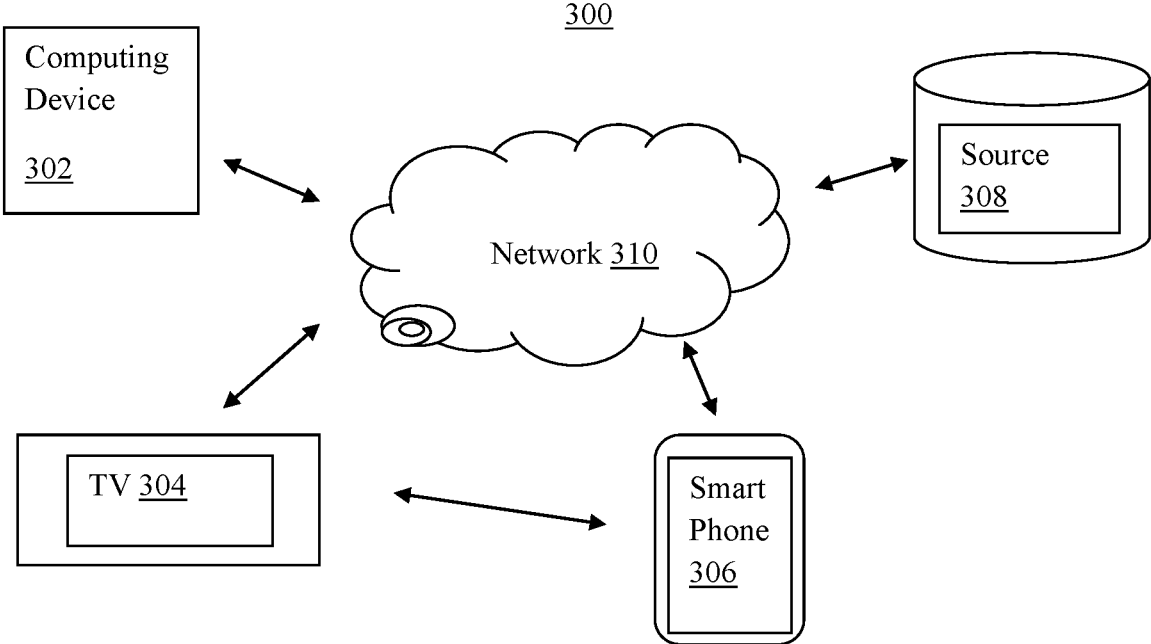 300
Computing
Device
302
Source
308
Network 310
TV 304
Smart
Phone
306